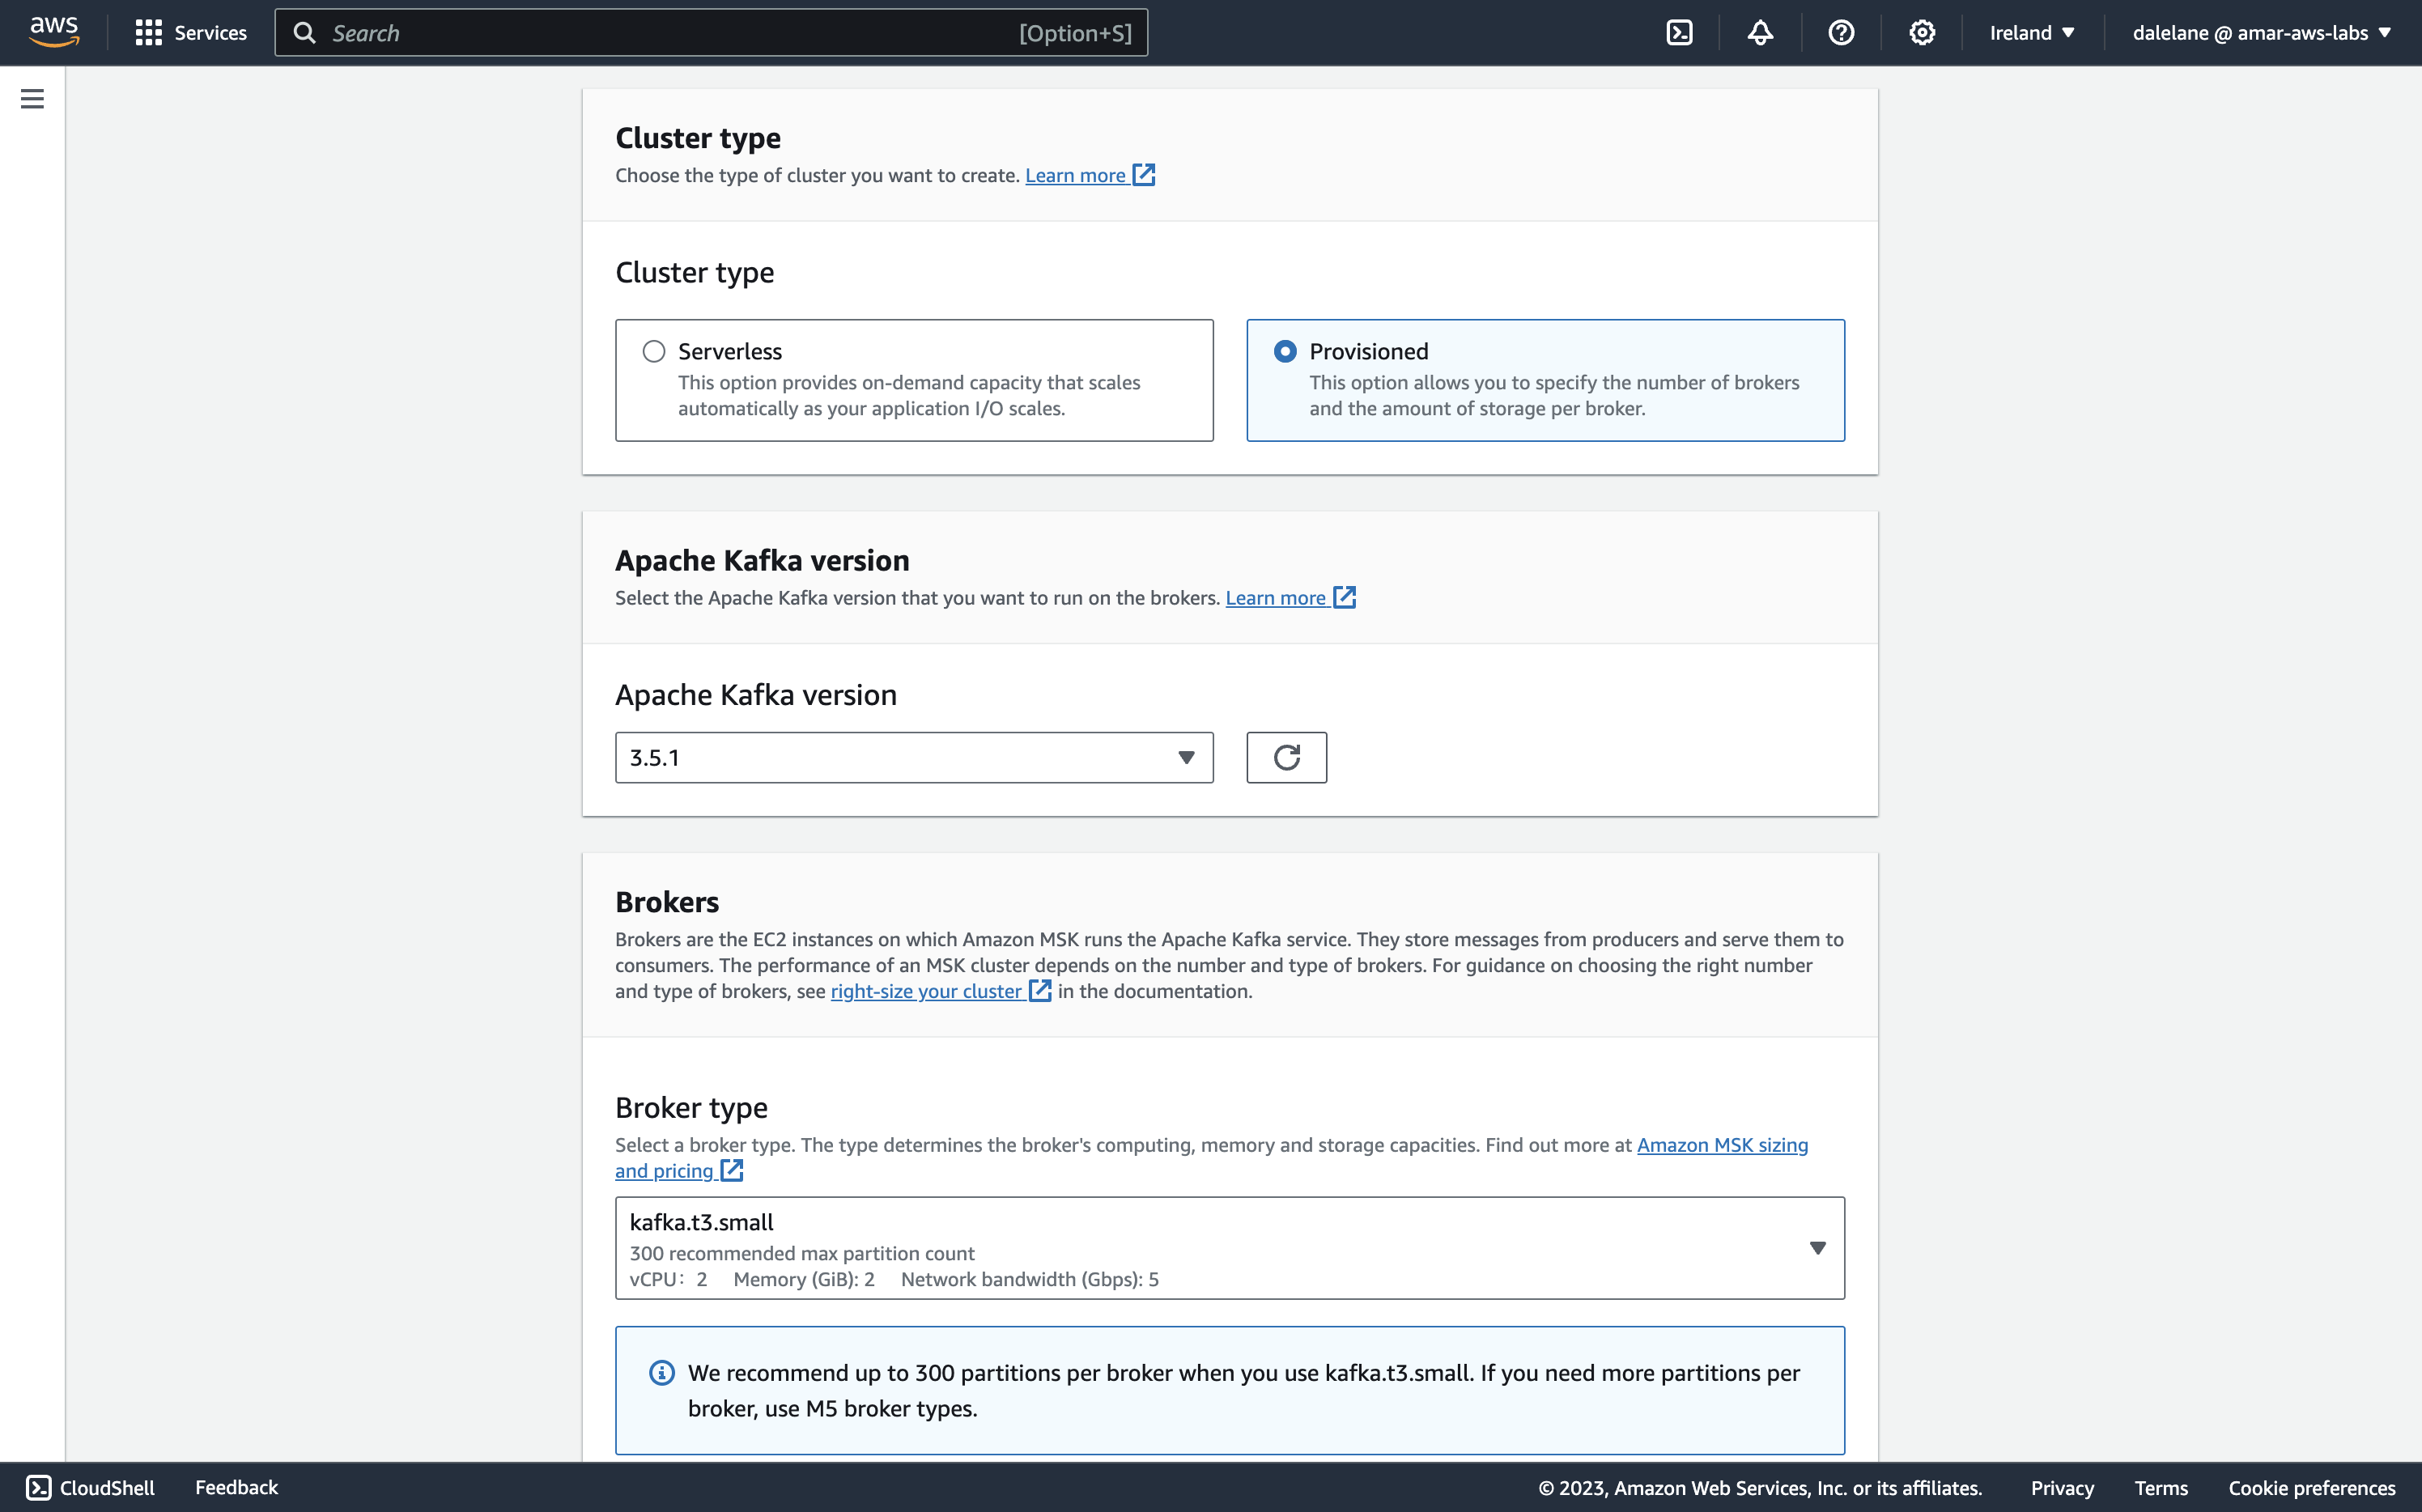 aws
Services
Search
[Option+S]
Ireland
dalelane @ amar-aws-labs
Cluster type
Choose the type of cluster you want to create. Learn more
Cluster type
Serverless
This option provides on-demand capacity that scales
automatically as your application I/O scales.
Provisioned
This option allows you to specify the number of brokers
and the amount of storage per broker.
Apache Kafka version
Select the Apache Kafka version that you want to run on the brokers. Learn more
Apache Kafka version
3.5.1
Brokers
Brokers are the EC2 instances on which Amazon MSK runs the Apache Kafka service. They store messages from producers and serve them to
consumers. The performance of an MSK cluster depends on the number and type of brokers. For guidance on choosing the right number
and type of brokers, see right-size your cluster in the documentation.
Broker type
Select a broker type. The type determines the broker's computing, memory and storage capacities. Find out more at Amazon MSK sizing
and pricing
kafka.t3.small
300 recommended max partition count
vCPU: 2 Memory (GiB): 2 Network bandwidth (Gbps): 5
We recommend up to 300 partitions per broker when you use kafka.t3.small. If you need more partitions per
broker, use M5 broker types.
CloudShell
Feedback
© 2023, Amazon Web Services, Inc. or its affiliates.
Privacy
Terms
Cookie preferences